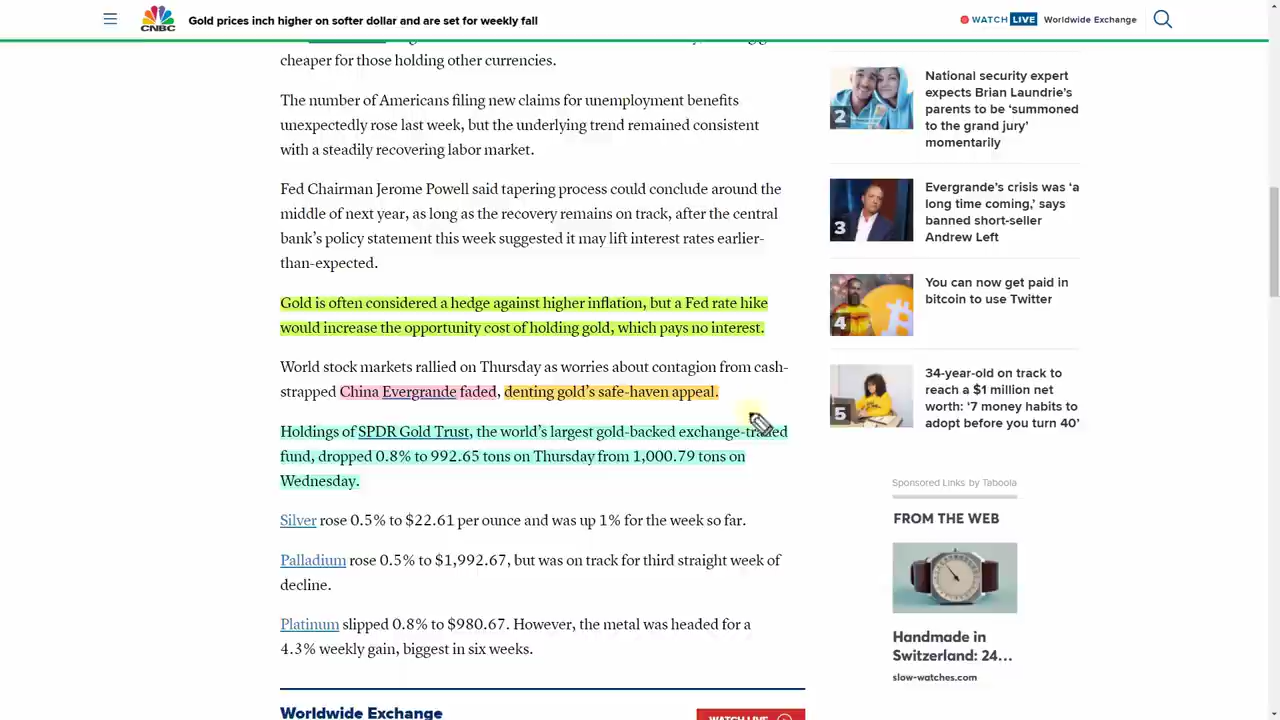 CNBC
Gold prices inch higher on softer dollar and are set for weekly fall
WATCH LIVE Worldwide Exchange
cheaper for those holding other currencies.
The number of Americans filing new claims for unemployment benefits
unexpectedly rose last week, but the underlying trend remained consistent
with a steadily recovering labor market.
Fed Chairman Jerome Powell said tapering process could conclude around the
middle of next year, as long as the recovery remains on track, after the central
bank’s policy statement this week suggested it may lift interest rates earlier-
than-expected.
Gold is often considered a hedge against higher inflation, but a Fed rate hike
would increase the opportunity cost of holding gold, which pays no interest.
World stock markets rallied on Thursday as worries about contagion from cash-
strapped China Evergrande faded, denting gold’s safe-haven appeal.
Holdings of SPDR Gold Trust, the world’s largest gold-backed exchange-traded
fund, dropped 0.8% to 992.65 tons on Thursday from 1,000.79 tons on
Wednesday.
Silver rose 0.5% to $22.61 per ounce and was up 1% for the week so far.
Palladium rose 0.5% to $1,992.67, but was on track for third straight week of
decline.
Platinum slipped 0.8% to $980.67. However, the metal was headed for a
4.3% weekly gain, biggest in six weeks.
Worldwide Exchange
WATCH LIVE
2
National security expert
expects Brian Laundrie’s
parents to be ‘summoned
to the grand jury’
momentarily
3
Evergrande’s crisis was ‘a
long time coming,’ says
banned short-seller
Andrew Left
4
You can now get paid in
bitcoin to use Twitter
5
34-year-old on track to
reach a $1 million net
worth: ‘7 money habits to
adopt before you turn 40’
Sponsored Links by Taboola
FROM THE WEB
Handmade in
Switzerland: 24...
slow-watches.com